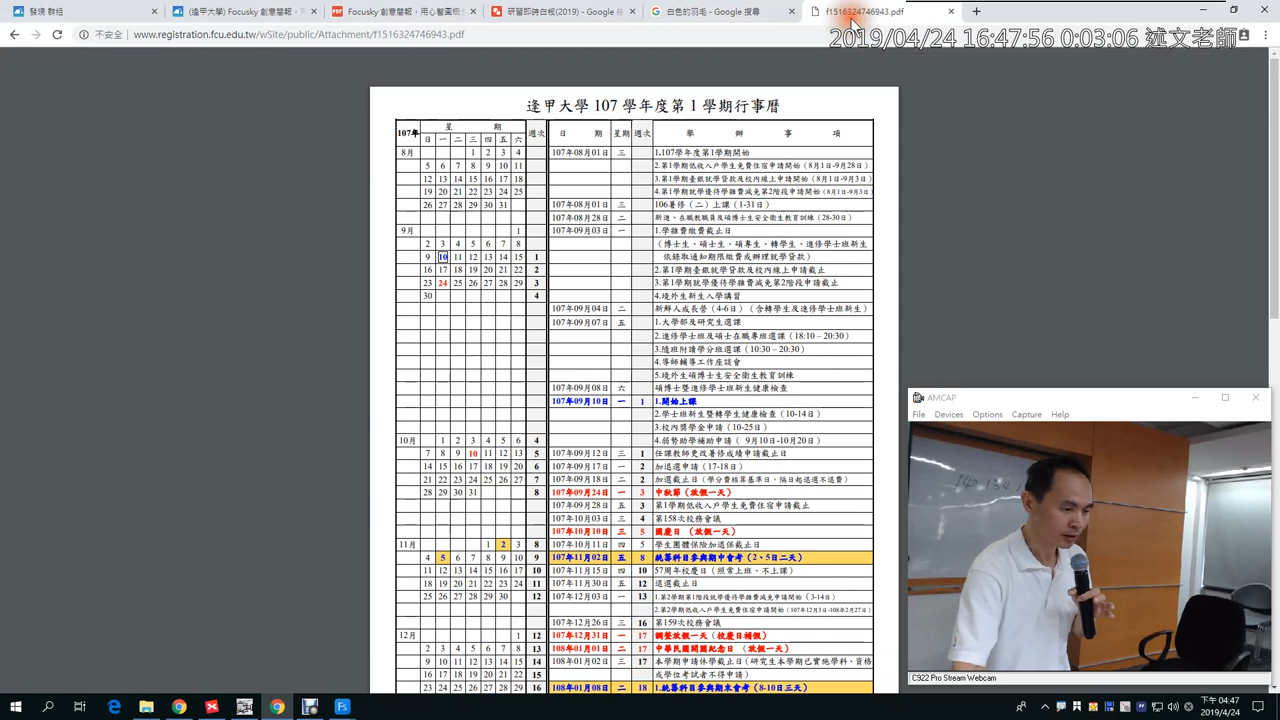 發現 群組
(逢甲大學) Focusky 創意簡報，用
Focusky 創意簡報，用心智圖板
研習即時白板(2019) - Google
白色的羽毛 - Google 搜尋
f1516324746943.pdf
不安全 www.registration.fcu.edu.tw/wSite/public/Attachment/f1516324746943.pdf
2019/04/24 16:47:56 0:03:06 述文老師
逢甲大學 107 學年度第 1 學期行事曆
107年 星 期 週次 日 期 星期 週次 舉 辦 事 項
日 一 二 三 四 五 六
8月 1 2 3 4 107年08月01日 三 1.107學年度第1學期開始
5 6 7 8 9 10 11 2.第1學期低收入戶學生免費住宿申請開始（8月1日-9月28日）
12 13 14 15 16 17 18 3.第1學期臺銀就學貸款及校內線上申請開始（8月1日-9月3日）
19 20 21 22 23 24 25 4.第1學期就學優待學雜費減免第2階段申請開始（8月1日-9月3日）
26 27 28 29 30 31 107年08月01日 三 106暑修（二）上課（1-31日）
107年08月28日 二 新進、在職教職員及碩博士生安全衛生教育訓練（28-30日）
9月 1 107年09月03日 一 1.學雜費繳費截止日
2 3 4 5 6 7 8 （博士生、碩士生、碩專生、轉學生、進修學士班新生
9 10 11 12 13 14 15 1 依錄取通知期限繳費或辦理就學貸款）
16 17 18 19 20 21 22 2 2.第1學期臺銀就學貸款及校內線上申請截止
23 24 25 26 27 28 29 3 3.第1學期就學優待學雜費減免第2階段申請截止
30 4 4.境外生新生入學講習
107年09月04日 二 新鮮人成長營（4-6日）（含轉學生及進修學士班新生）
107年09月07日 五 1.大學部及研究生選課
2.進修學士班及碩士在職專班選課（18:10－20:30）
3.隨班附讀學分班選課（10:30－20:30）
4.導師輔導工作座談會
5.境外生碩博士生安全衛生教育訓練
107年09月08日 六 碩博士暨進修學士班新生健康檢查
107年09月10日 一 1 1.開始上課
2.學士班新生暨轉學生健康檢查（10-14日）
3.校內獎學金申請（10-25日）
10月 1 2 3 4 5 6 4 4.弱勢助學補助申請（ 9月10日-10月20日）
7 8 9 10 11 12 13 5 107年09月12日 三 1 任課教師更改暑修成績申請截止日
14 15 16 17 18 19 20 6 107年09月17日 一 2 加退選申請（17-18日）
21 22 23 24 25 26 27 7 107年09月18日 二 2 加選截止日（學分費核算基準日，隔日起退選不退費）
28 29 30 31 8 107年09月24日 一 3 中秋節（放假一天）
107年09月28日 五 3 第1學期低收入戶學生免費住宿申請截止
107年10月03日 三 4 第158次校務會議
107年10月10日 三 5 國慶日 （放假一天）
11月 1 2 3 8 107年10月11日 四 5 學生團體保險加退保截止日
4 5 6 7 8 9 10 9 107年11月02日 五 8 統籌科目參與期中會考（2、5日二天）
11 12 13 14 15 16 17 10 107年11月15日 四 10 57周年校慶日（照常上班、不上課）
18 19 20 21 22 23 24 11 107年11月30日 五 12 退選截止日
25 26 27 28 29 30 12 107年12月03日 一 13 1.第2學期第1階段就學優待學雜費減免申請開始（3-14日）
2.第2學期低收入戶學生免費住宿申請開始（107年12月3日-108年2月27日）
107年12月26日 三 16 第159次校務會議
12月 1 12 107年12月31日 一 17 調整放假一天（校慶日補假）
2 3 4 5 6 7 8 13 108年01月01日 二 17 中華民國開國紀念日 （放假一天）
9 10 11 12 13 14 15 14 108年01月02日 三 17 本學期申請休學截止日（研究生本學期已實施學科、資格
16 17 18 19 20 21 22 15 或學位考試者不得申請）
23 24 25 26 27 28 29 16 108年01月08日 二 18 1.統籌科目參與期末會考（8-10日三天）
AMCAP
File Devices Options Capture Help
C922 Pro Stream Webcam
下午 04:47
2019/4/24